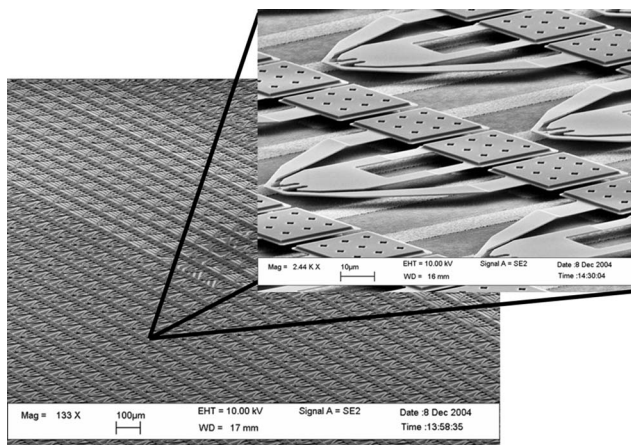 Mag = 2.44 K X 10µm EHT = 10.00 kV Signal A = SE2 Date :8 Dec 2004
WD = 16 mm Time :14:30:04
Mag = 133 X 100µm EHT = 10.00 kV Signal A = SE2 Date :8 Dec 2004
WD = 17 mm Time :13:58:35